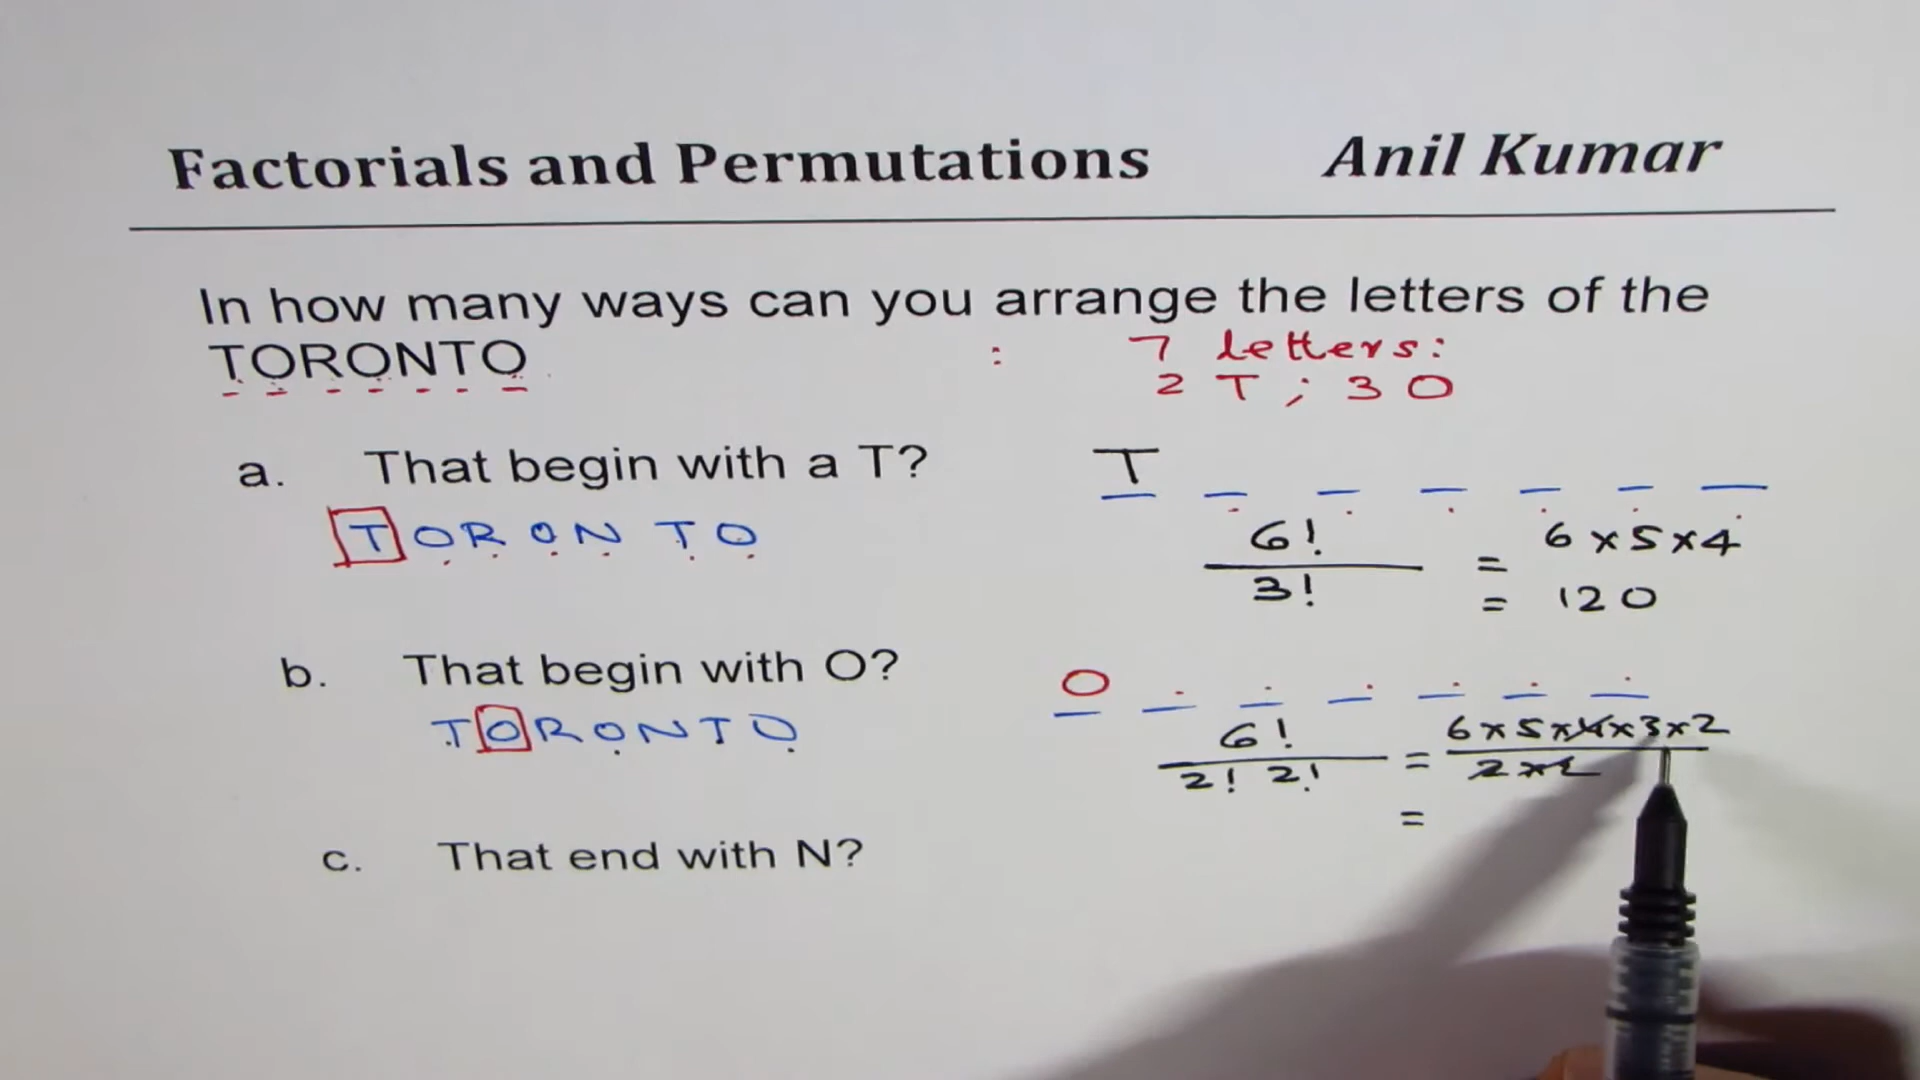 Factorials and Permutations Anil Kumar
In how many ways can you arrange the letters of the
TORONTO : 7 letters:
2 T ; 3 O
a. That begin with a T? T
TORONTO 6! = 6 x 5 x 4
3! = 120
b. That begin with O? O
TORONTO 6! = 6 x 5 x 4 x 3 x 2
2! 2! 2 x 2
=
c. That end with N?